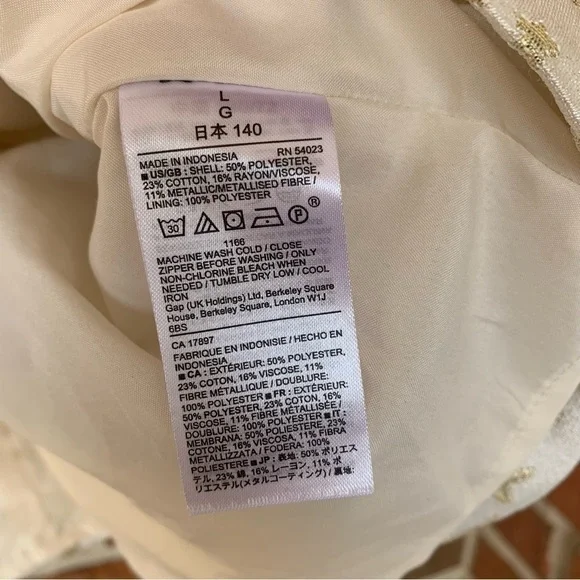 L
G
日本 140
MADE IN INDONESIA RN 54023
■ US/GB : SHELL: 50% POLYESTER,
23% COTTON, 16% RAYON/VISCOSE,
11% METALLIC/METALLISED FIBRE /
LINING: 100% POLYESTER
30 P
1166
MACHINE WASH COLD / CLOSE
ZIPPER BEFORE WASHING / ONLY
NON-CHLORINE BLEACH WHEN
NEEDED / TUMBLE DRY LOW / COOL
IRON
Gap (UK Holdings) Ltd, Berkeley Square
House, Berkeley Square, London W1J
6BS
CA 17897
FABRIQUE EN INDONISIE / HECHO EN
INDONESIA
■ CA : EXTÉRIEUR: 50% POLYESTER,
23% COTON, 16% VISCOSE, 11%
FIBRE MÉTALLIQUE / DOUBLURE:
100% POLYESTER ■ FR : EXTÉRIEUR:
50% POLYESTER, 23% COTON, 16%
VISCOSE, 11% FIBRE MÉTALLISÉE /
DOUBLURE: 100% POLYESTER ■ IT :
MEMBRANA: 50% POLIESTERE, 23%
COTONE, 16% VISCOSA, 11% FIBRA
METALLIZZATA / FODERA: 100%
POLIESTERE ■ JP : 表地: 50% ポリエス
テル, 23% 綿, 16% レーヨン, 11% ポ
リエステル(メタルコーティング) / 裏地: